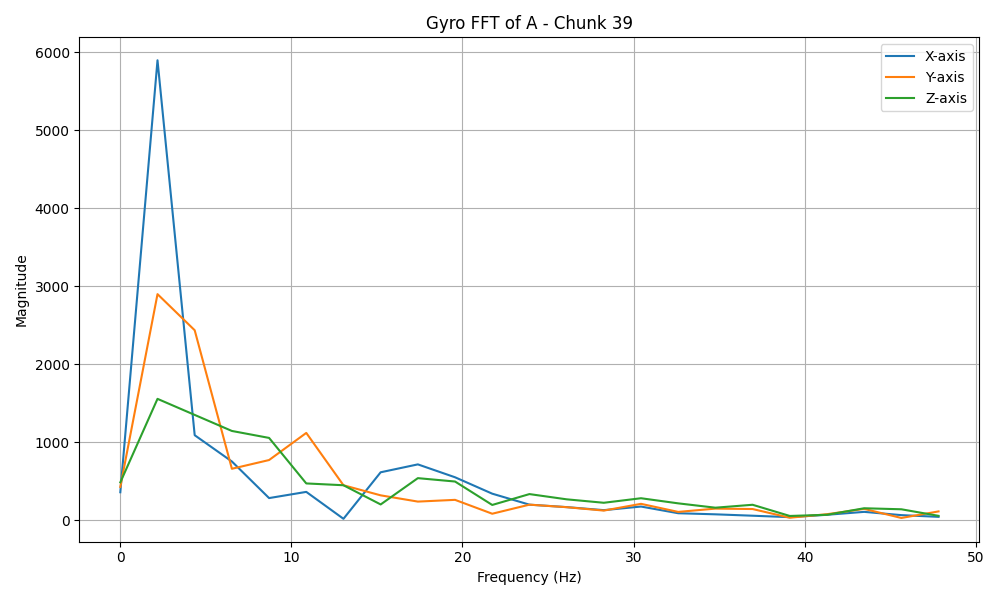 Gyro FFT of A - Chunk 39
X-axis
Y-axis
Z-axis
6000
5000
4000
3000
2000
1000
0
Magnitude
0 10 20 30 40 50
Frequency (Hz)